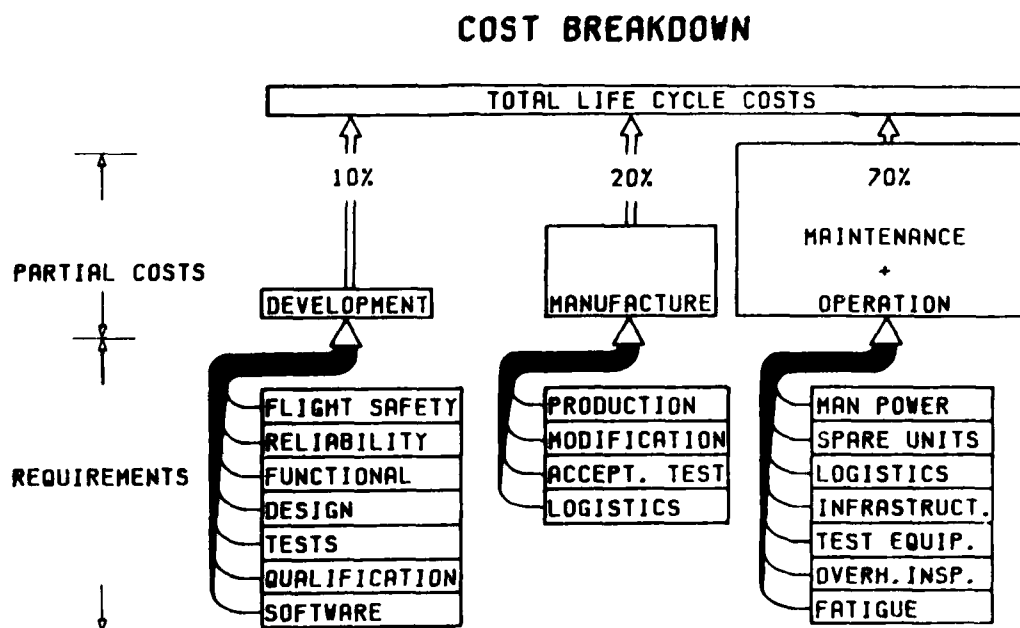 COST BREAKDOWN
TOTAL LIFE CYCLE COSTS
10%
20%
70%
PARTIAL COSTS
DEVELOPMENT
MANUFACTURE
MAINTENANCE
+
OPERATION
REQUIREMENTS
FLIGHT SAFETY
RELIABILITY
FUNCTIONAL
DESIGN
TESTS
QUALIFICATION
SOFTWARE
PRODUCTION
MODIFICATION
ACCEPT. TEST
LOGISTICS
MAN POWER
SPARE UNITS
LOGISTICS
INFRASTRUCT.
TEST EQUIP.
OVERH.INSP.
FATIGUE